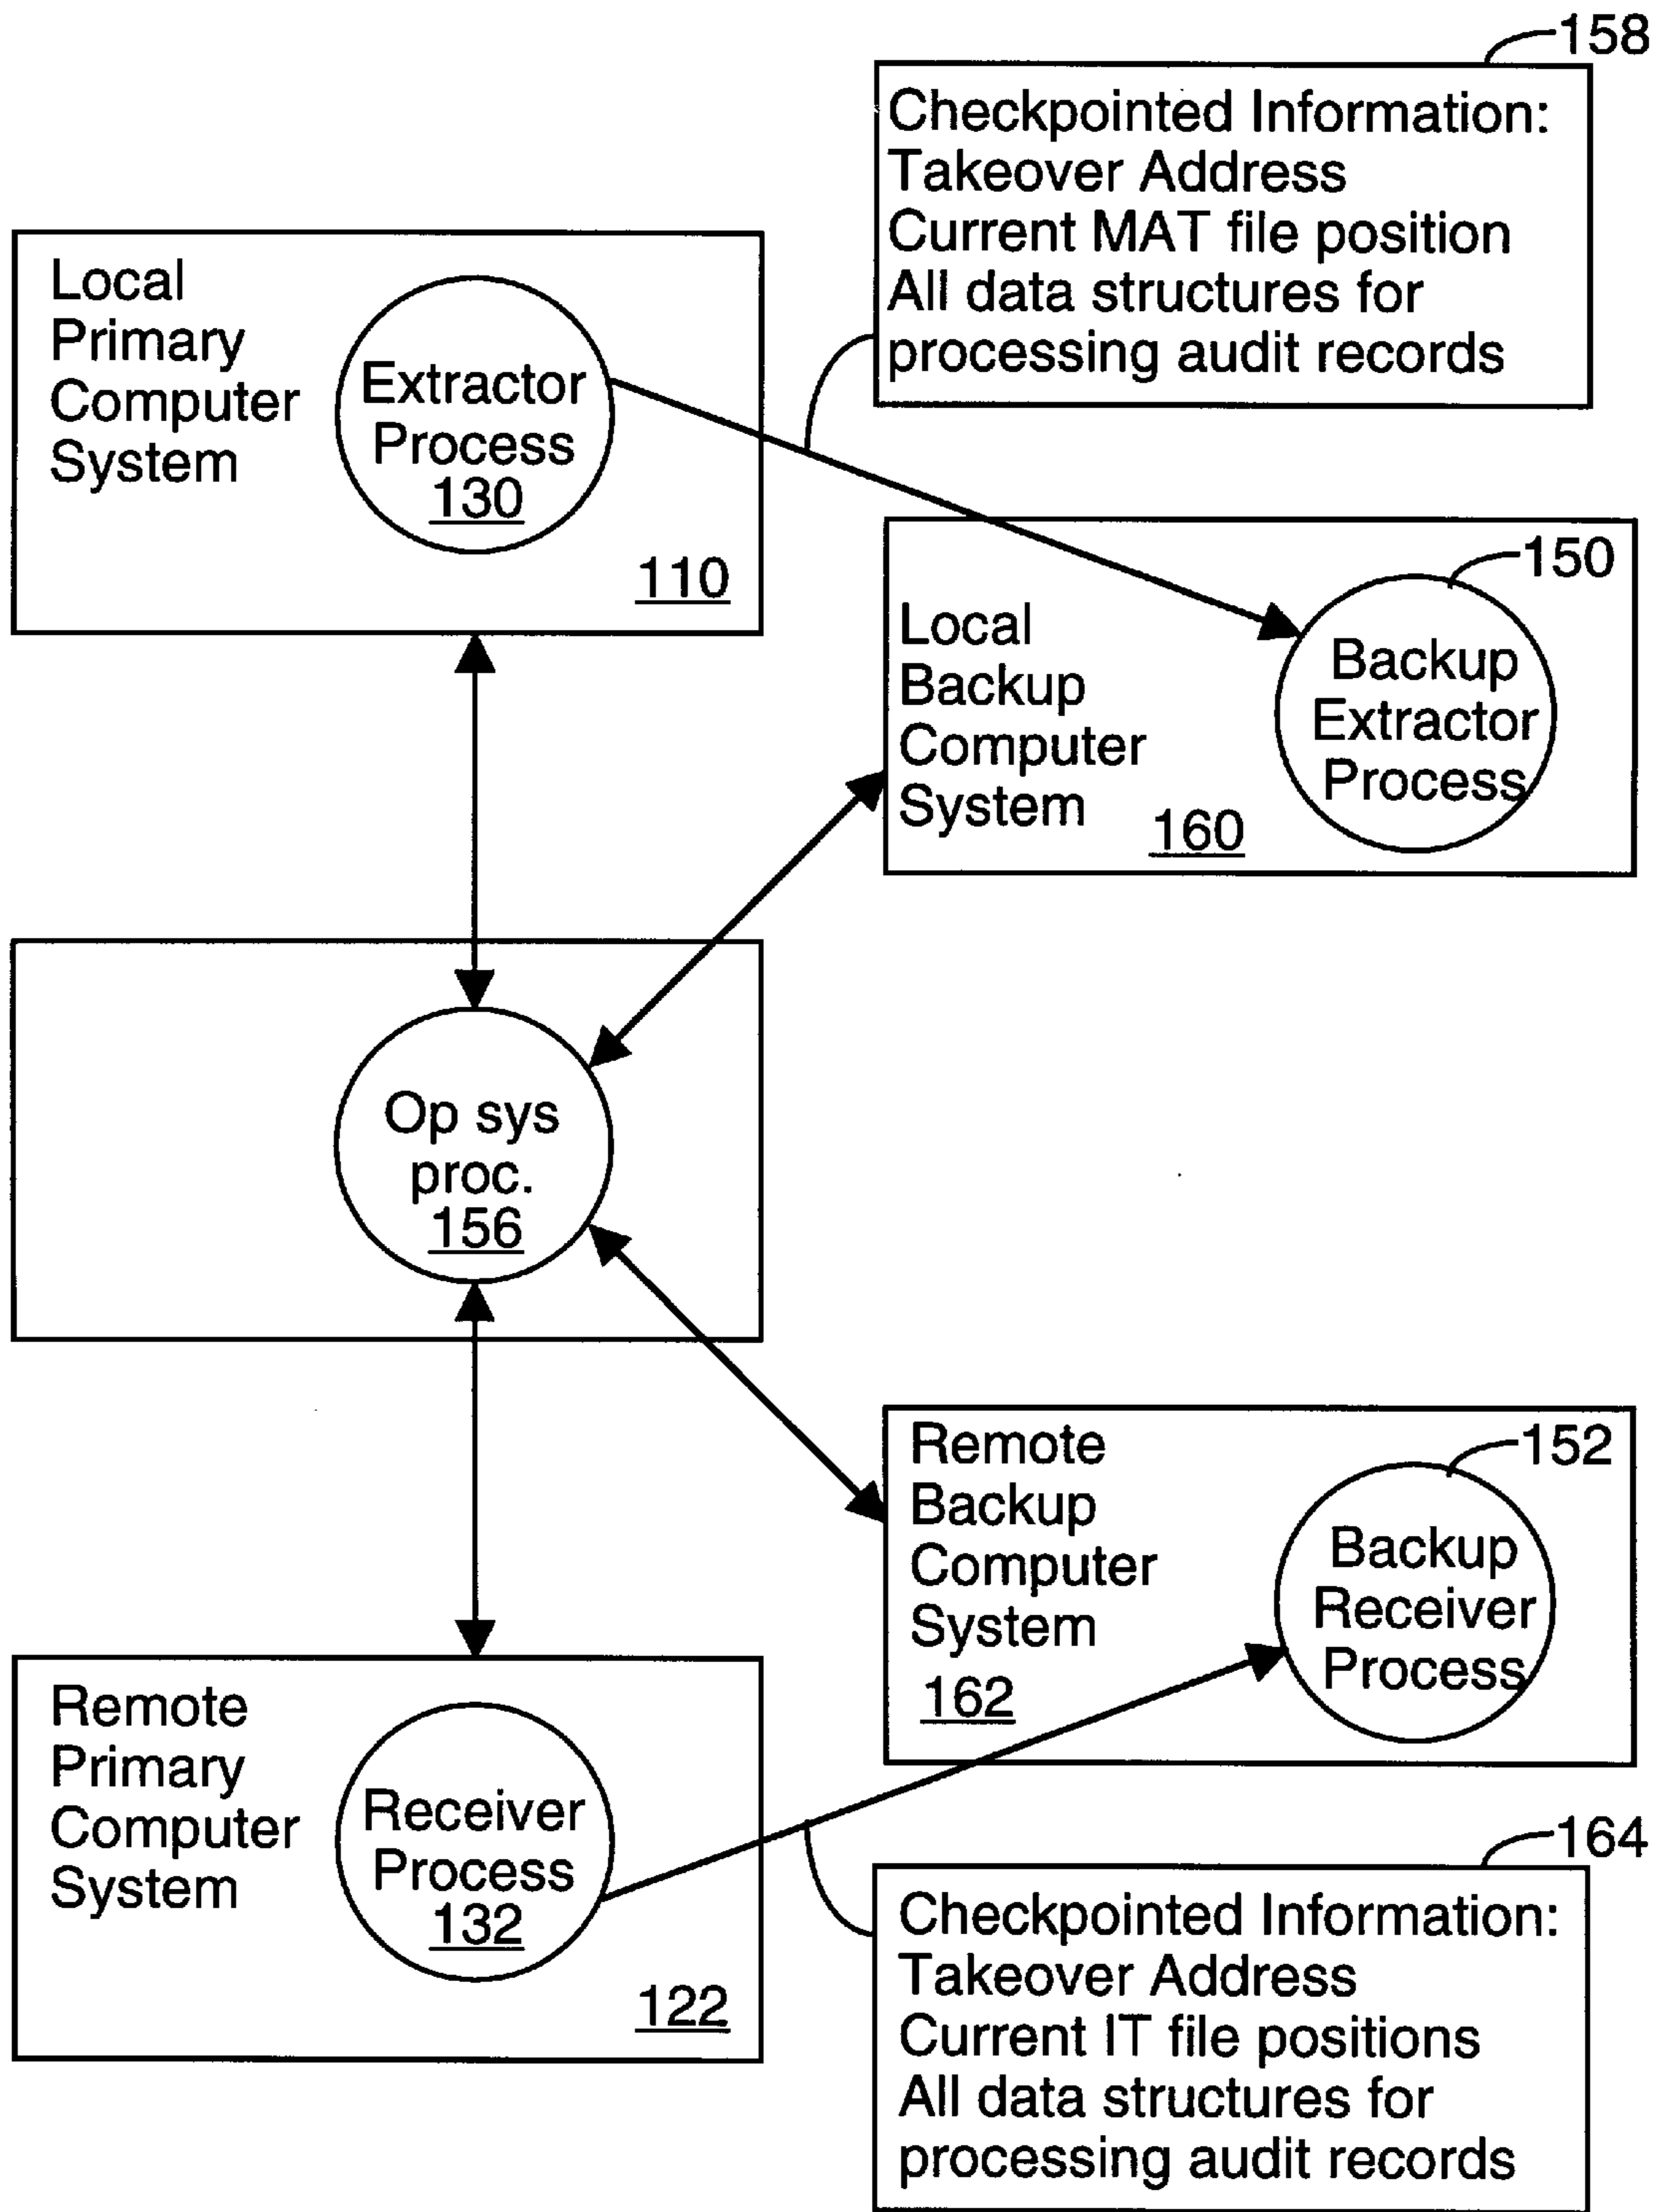 158
Checkpointed Information:
Takeover Address
Current MAT file position
All data structures for
processing audit records
Local
Primary
Computer
System
Extractor
Process
130
110
150
Local
Backup
Computer
System
160
Backup
Extractor
Process
Op sys
proc.
156
152
Remote
Backup
Computer
System
162
Backup
Receiver
Process
Remote
Primary
Computer
System
Receiver
Process
132
122
164
Checkpointed Information:
Takeover Address
Current IT file positions
All data structures for
processing audit records